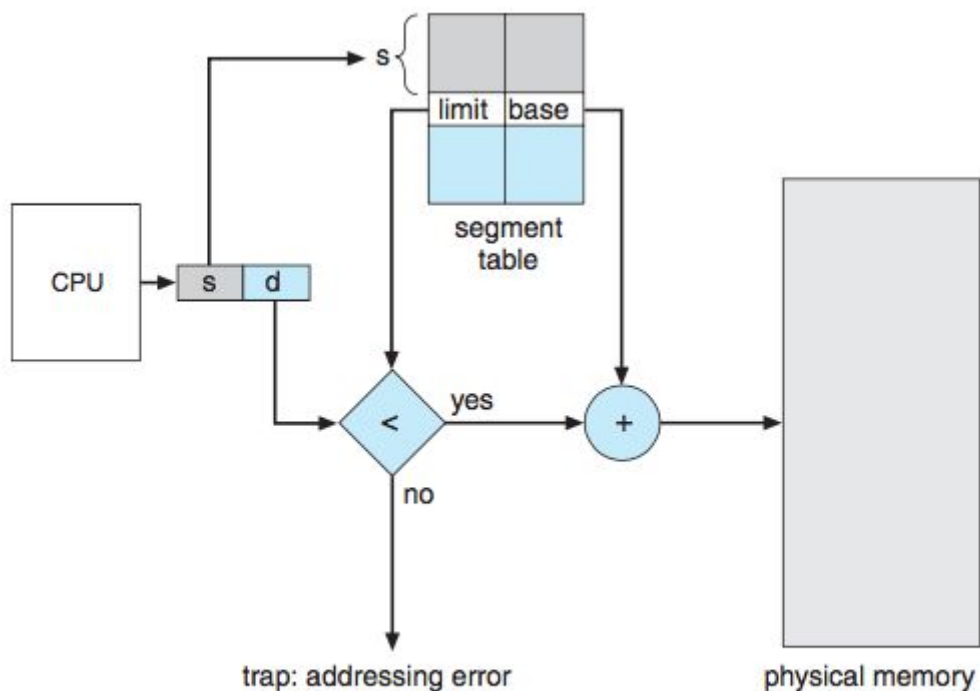 s
limit base
segment
table
CPU
s d
< yes +
no
trap: addressing error
physical memory